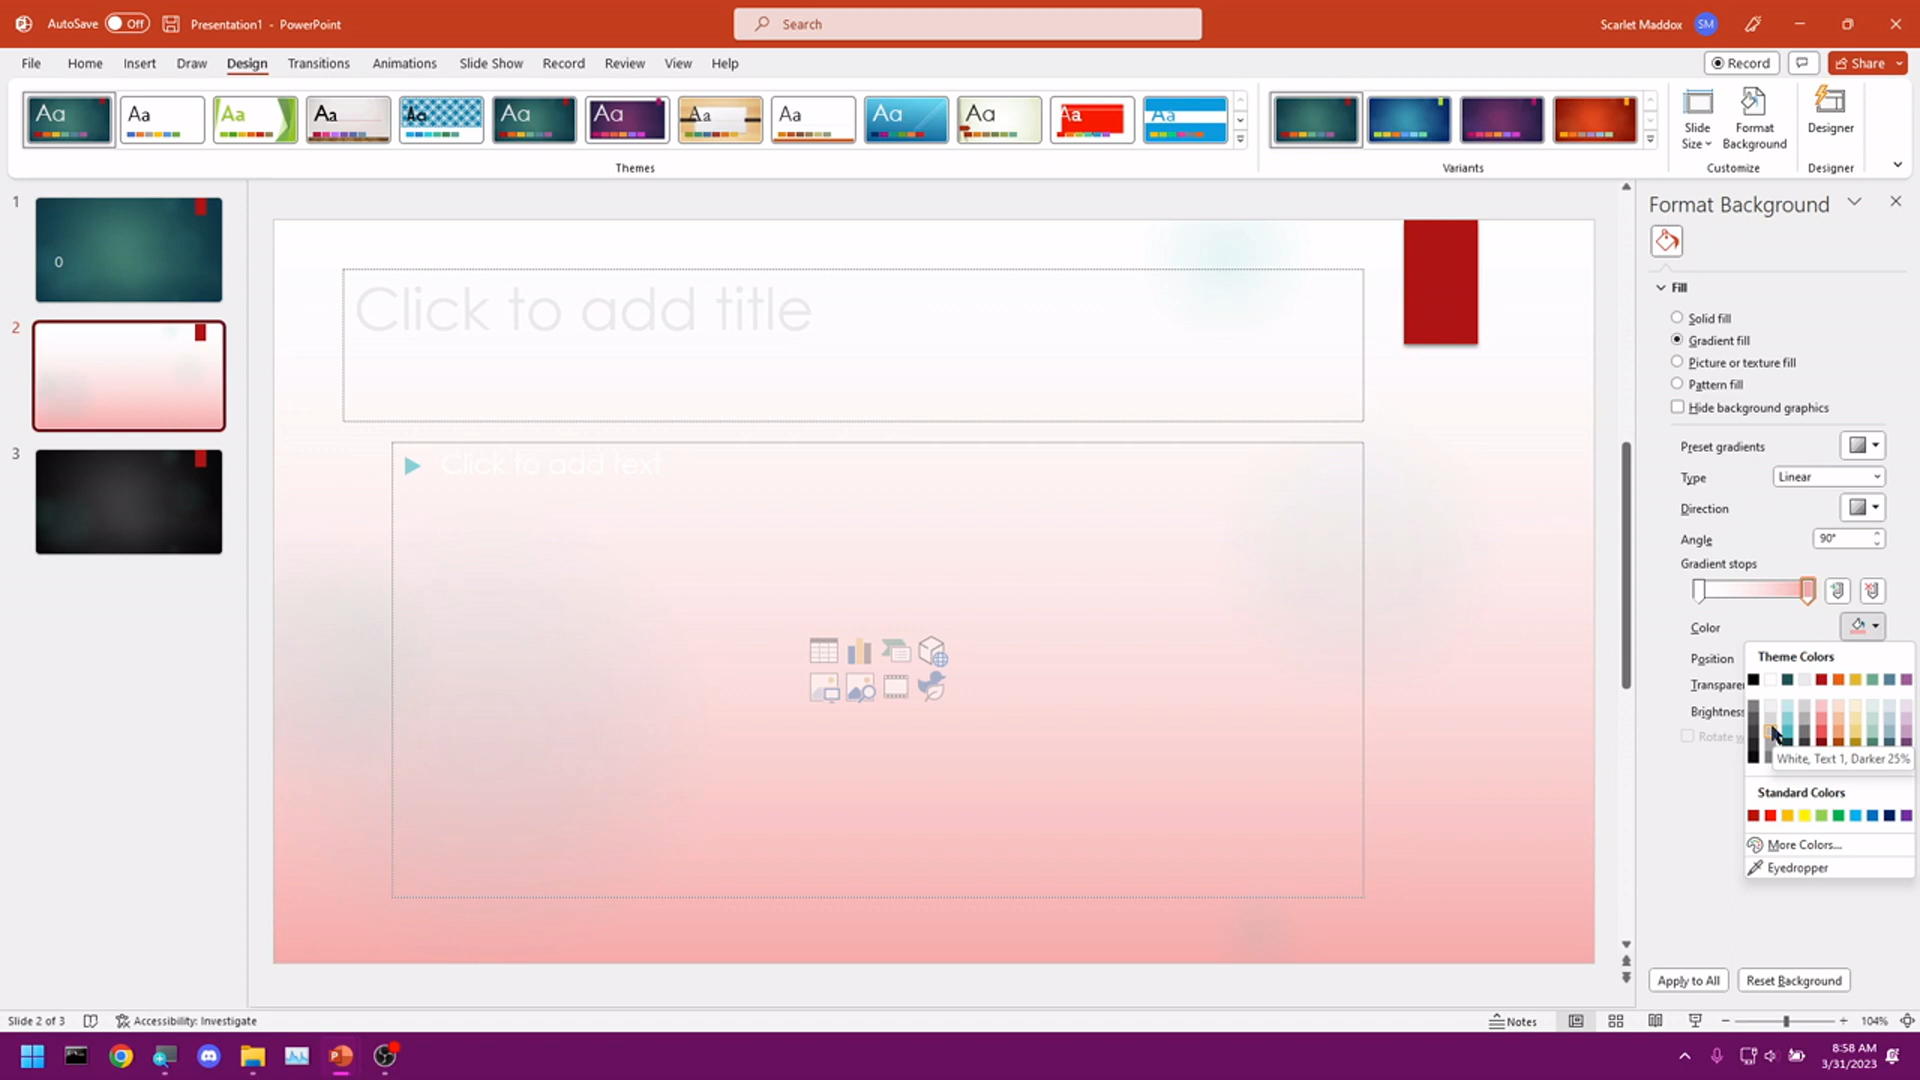 AutoSave Off Presentation1 - PowerPoint Search Scarlet Maddox SM
File Home Insert Draw Design Transitions Animations Slide Show Record Review View Help Record Share
Aa Aa Aa Aa Aa Aa Aa Aa Aa Aa Aa Aa Aa
Slide Size
Format Background
Designer
Themes Variants Customize Designer
1
0
2
3
Click to add title
Click to add text
Format Background
Fill
Solid fill
Gradient fill
Picture or texture fill
Pattern fill
Hide background graphics
Preset gradients
Type Linear
Direction
Angle 90°
Gradient stops
Color
Theme Colors
Position
Transparen
Brightness
Rotate w
White, Text 1, Darker 25%
Standard Colors
More Colors...
Eyedropper
Apply to All Reset Background
Slide 2 of 3 Accessibility: Investigate Notes 104%
8:58 AM
3/31/2023